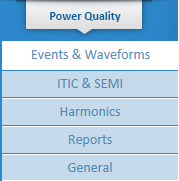 Power Quality
Events & Waveforms
ITIC & SEMI
Harmonics
Reports
General